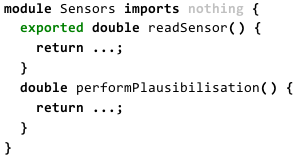 module Sensors imports nothing {
  exported double readSensor() {
    return ...;
  }
  double performPlausibilisation() {
    return ...;
  }
}